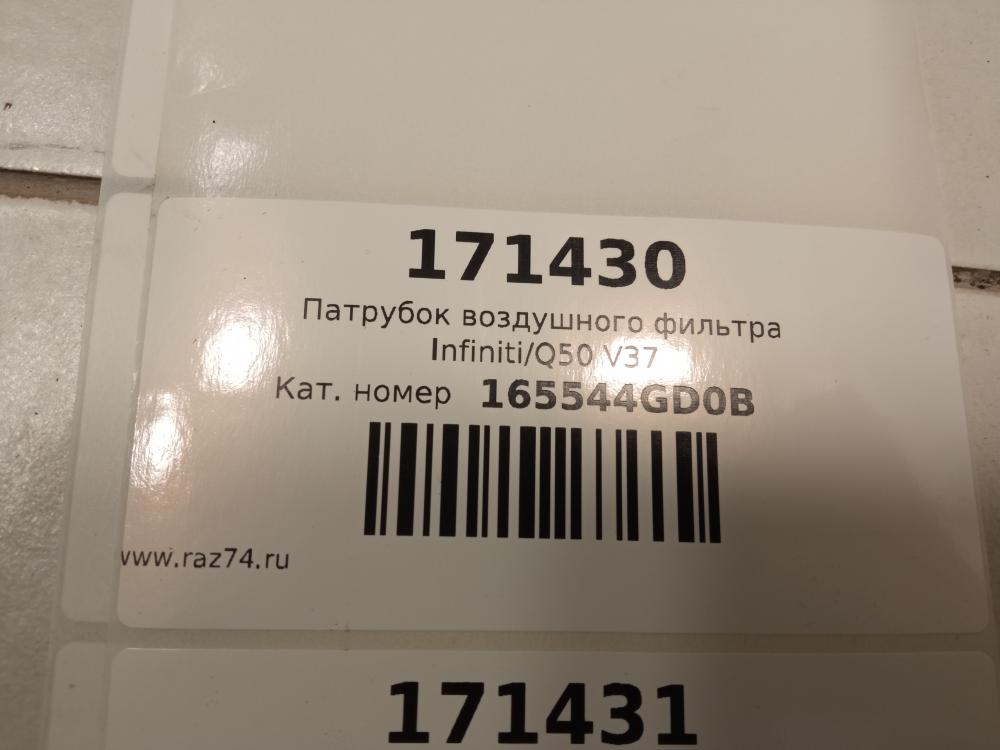 171430
Патрубок воздушного фильтра
Infiniti/Q50 V37
Кат. номер 165544GD0B
www.raz74.ru
171431